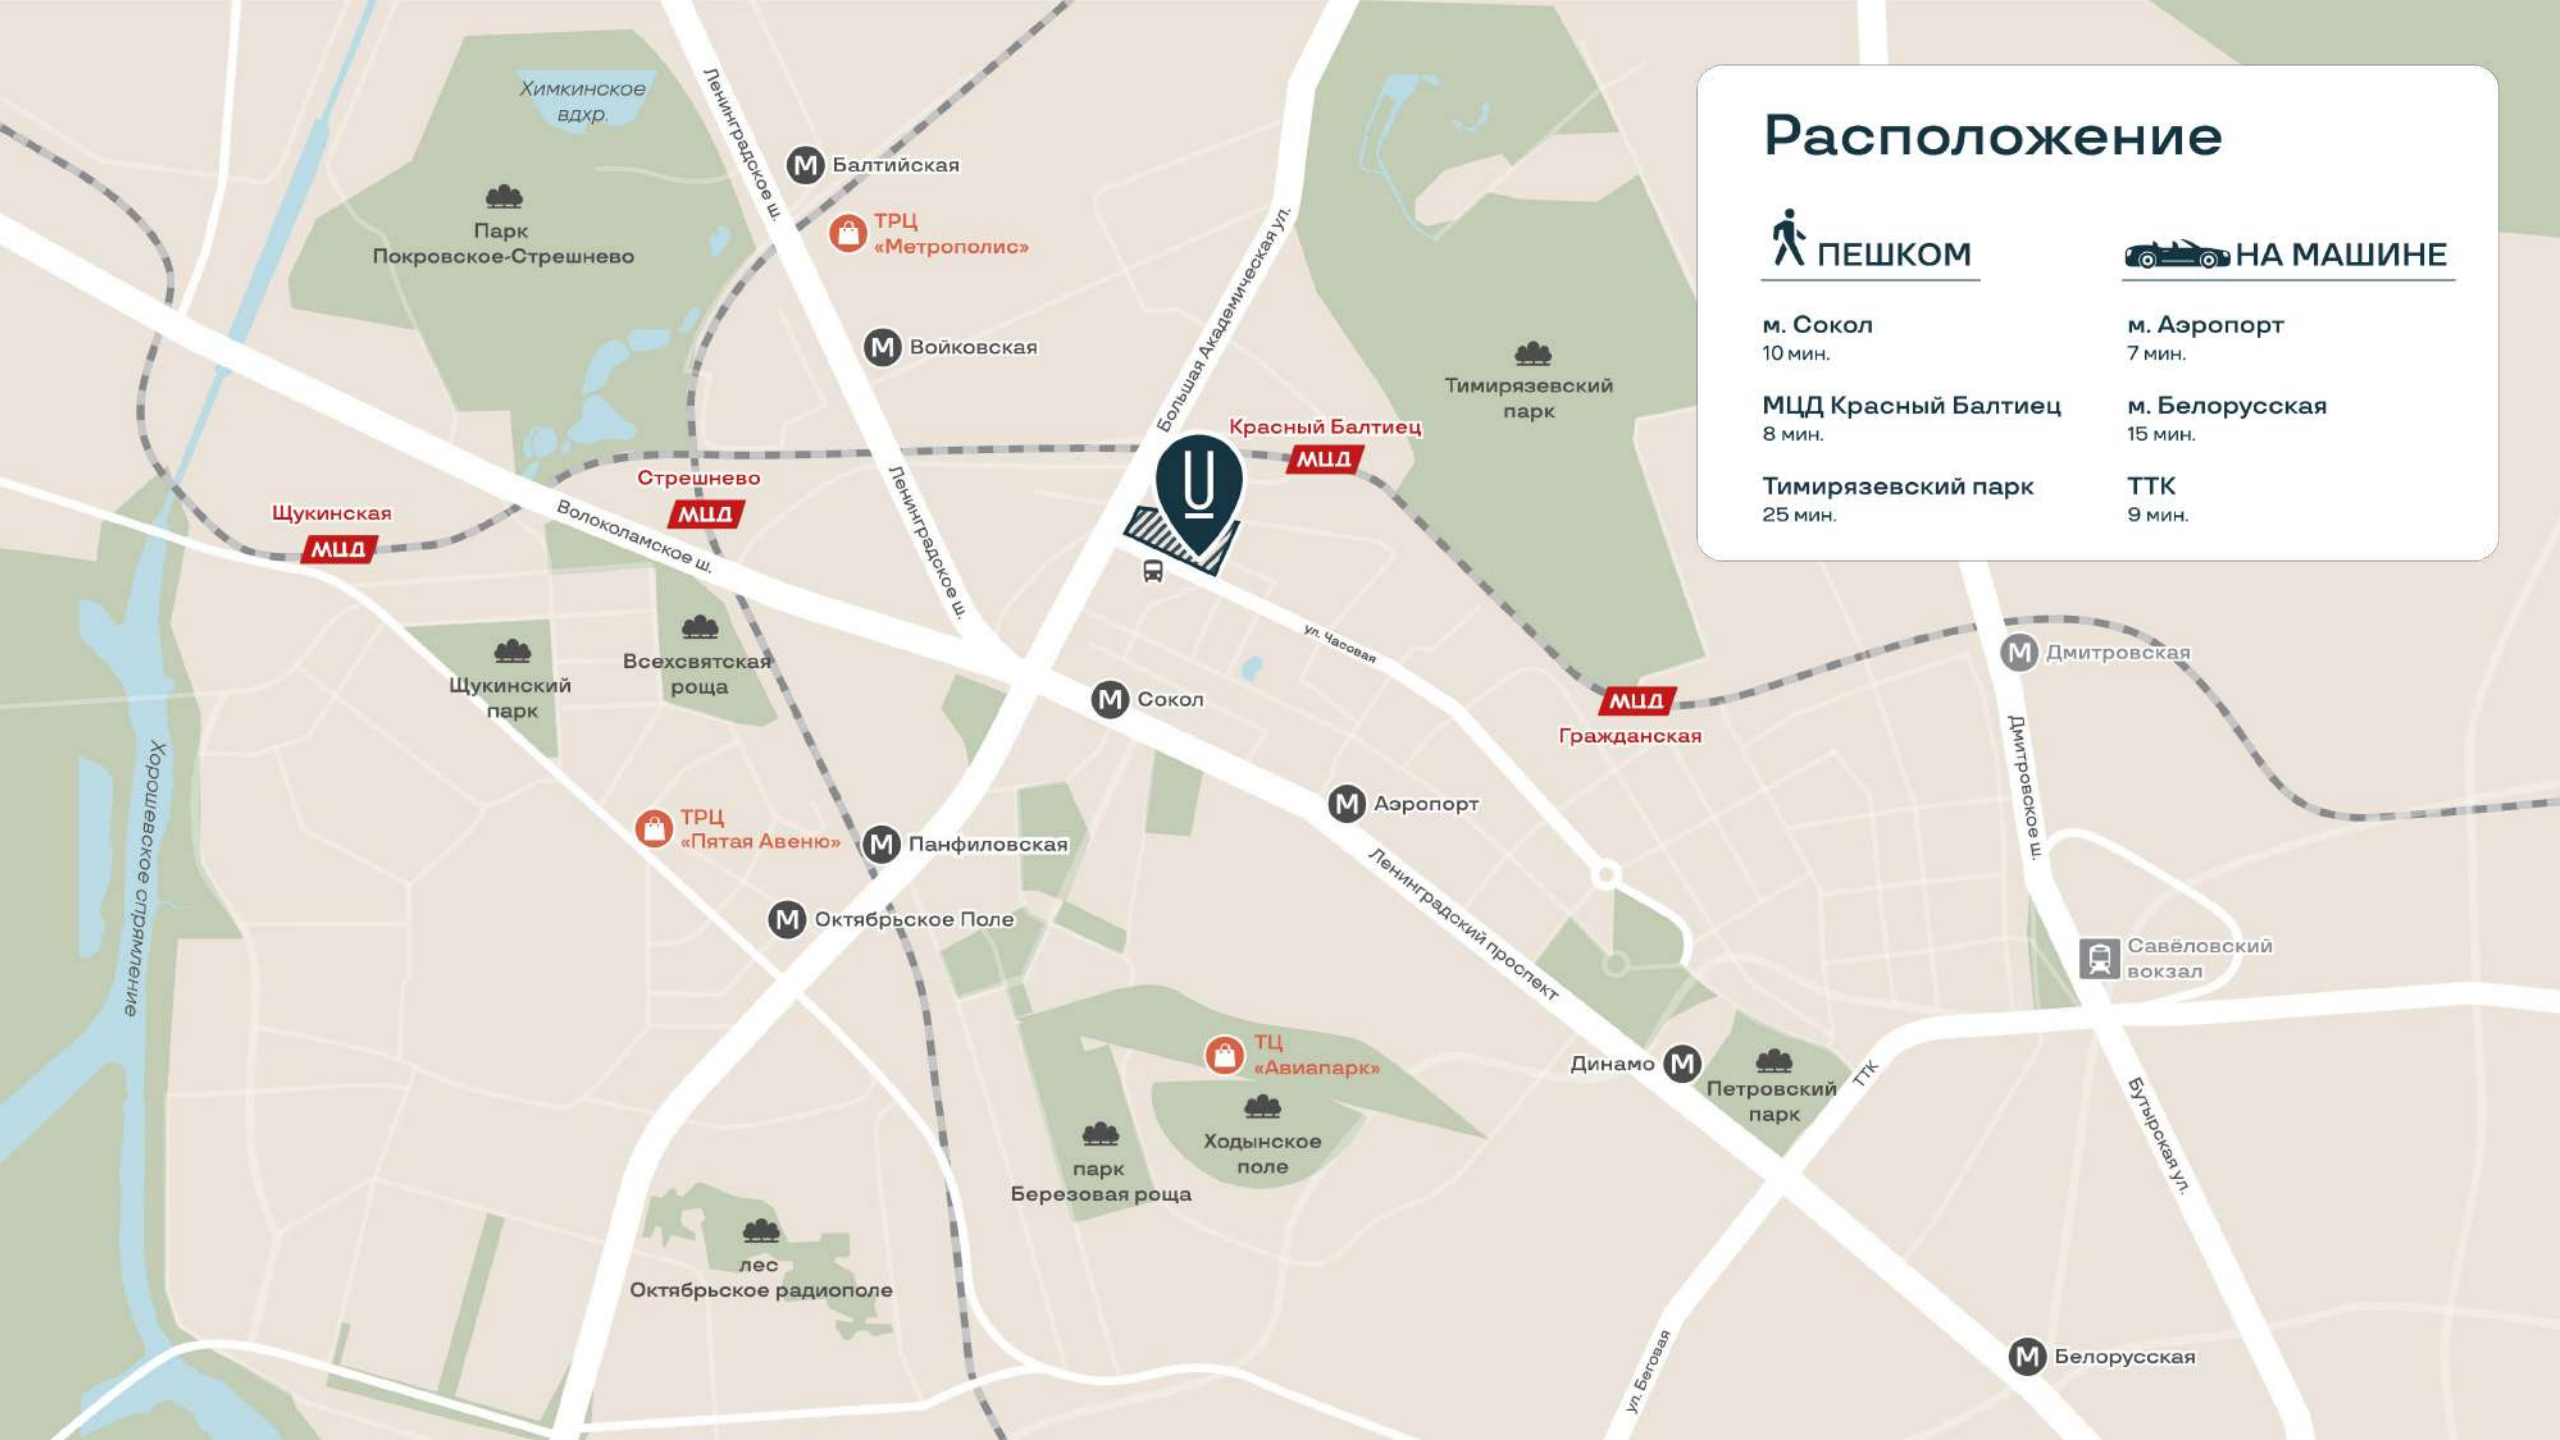 Расположение
ПЕШКОМ
м. Сокол
10 мин.
МЦД Красный Балтиец
8 мин.
Тимирязевский парк
25 мин.
НА МАШИНЕ
м. Аэропорт
7 мин.
м. Белорусская
15 мин.
ТТК
9 мин.
Химкинское
вдхр.
Ленинградское ш.
М Балтийская
ТРЦ
«Метрополис»
Парк
Покровское-Стрешнево
Большая Академическая ул.
М Войковская
Тимирязевский
парк
Красный Балтиец
МЦД
U
Стрешнево
МЦД
Щукинская
МЦД
Волоколамское ш.
Ленинградское ш.
ул. Часовая
М Дмитровская
Всехсвятская
роща
Щукинский
парк
М Сокол
МЦД
Гражданская
Дмитровское ш.
Хорошевское спрямление
М Аэропорт
ТРЦ
«Пятая Авеню»
М Панфиловская
Ленинградский проспект
М Октябрьское Поле
Савёловский
вокзал
ТЦ
«Авиапарк»
Динамо М
Петровский
парк
ТТК
Ходынское
поле
парк
Березовая роща
Бутырская ул.
лес
Октябрьское радиополе
ул. Беговая
М Белорусская